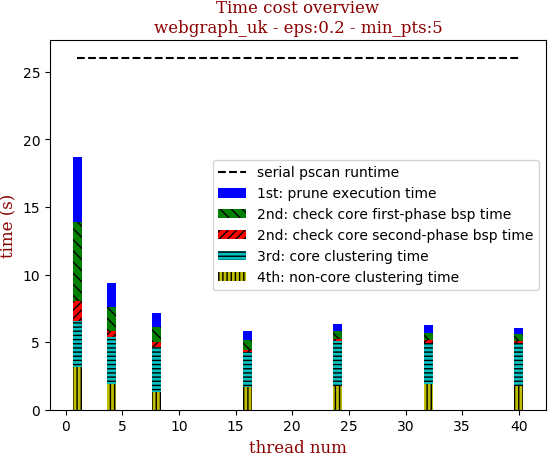 Time cost overview
webgraph_uk - eps:0.2 - min_pts:5
time (s)
25
20
15
10
5
0
serial pscan runtime
1st: prune execution time
2nd: check core first-phase bsp time
2nd: check core second-phase bsp time
3rd: core clustering time
4th: non-core clustering time
0 5 10 15 20 25 30 35 40
thread num